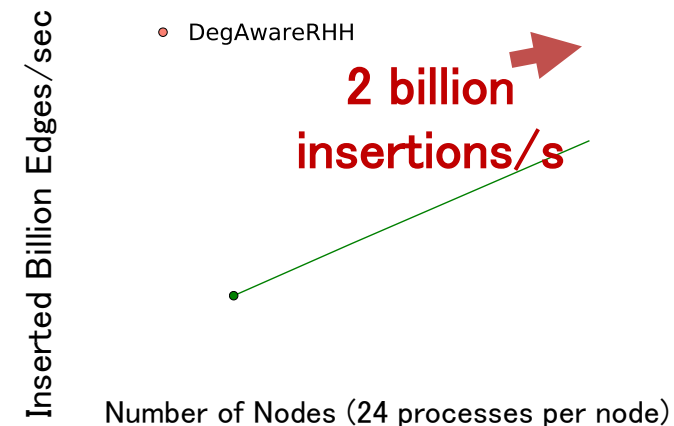 DegAwareRHH
2 billion
insertions/s
Inserted Billion Edges/sec
Number of Nodes (24 processes per node)